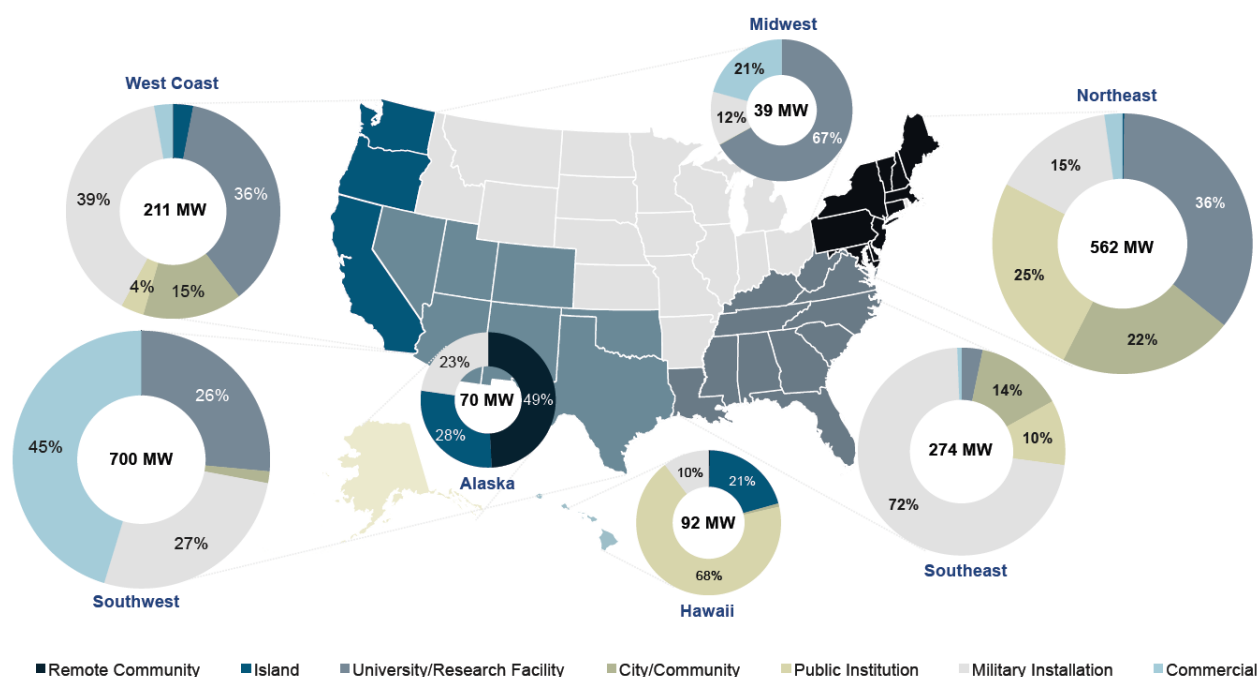 Midwest
21%
12%
39 MW
67%
West Coast
39%
36%
211 MW
4%
15%
Northeast
15%
36%
562 MW
25%
22%
45%
26%
700 MW
27%
Southwest
23%
70 MW
49%
28%
Alaska
10%
21%
92 MW
68%
Hawaii
14%
10%
274 MW
72%
Southeast
Remote Community Island University/Research Facility City/Community Public Institution Military Installation Commercial